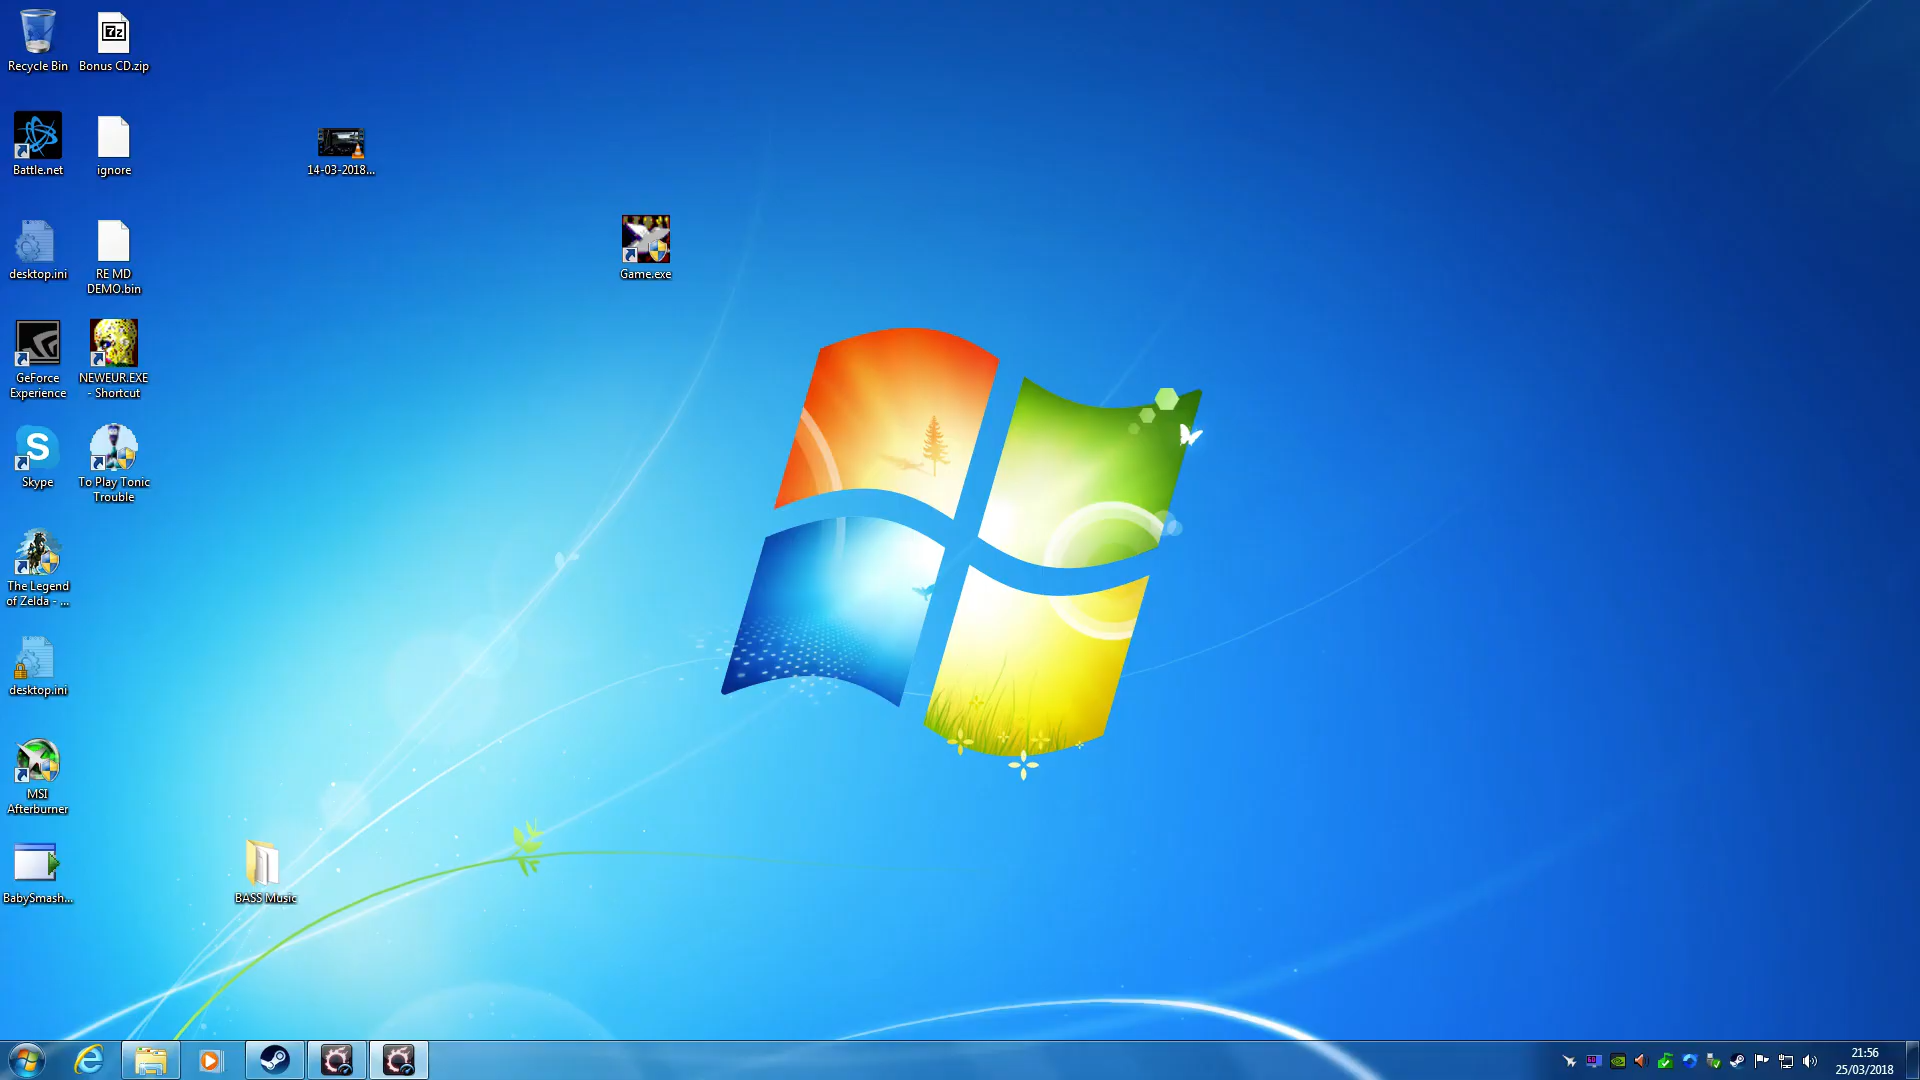 Recycle Bin
Bonus CD.zip
Battle.net
ignore
14-03-2018...
desktop.ini
RE MD
DEMO.bin
Game.exe
GeForce
Experience
NEWEUR.EXE
- Shortcut
Skype
To Play Tonic
Trouble
The Legend
of Zelda - ...
desktop.ini
MSI
Afterburner
BabySmash...
BASS Music
21:56
25/03/2018